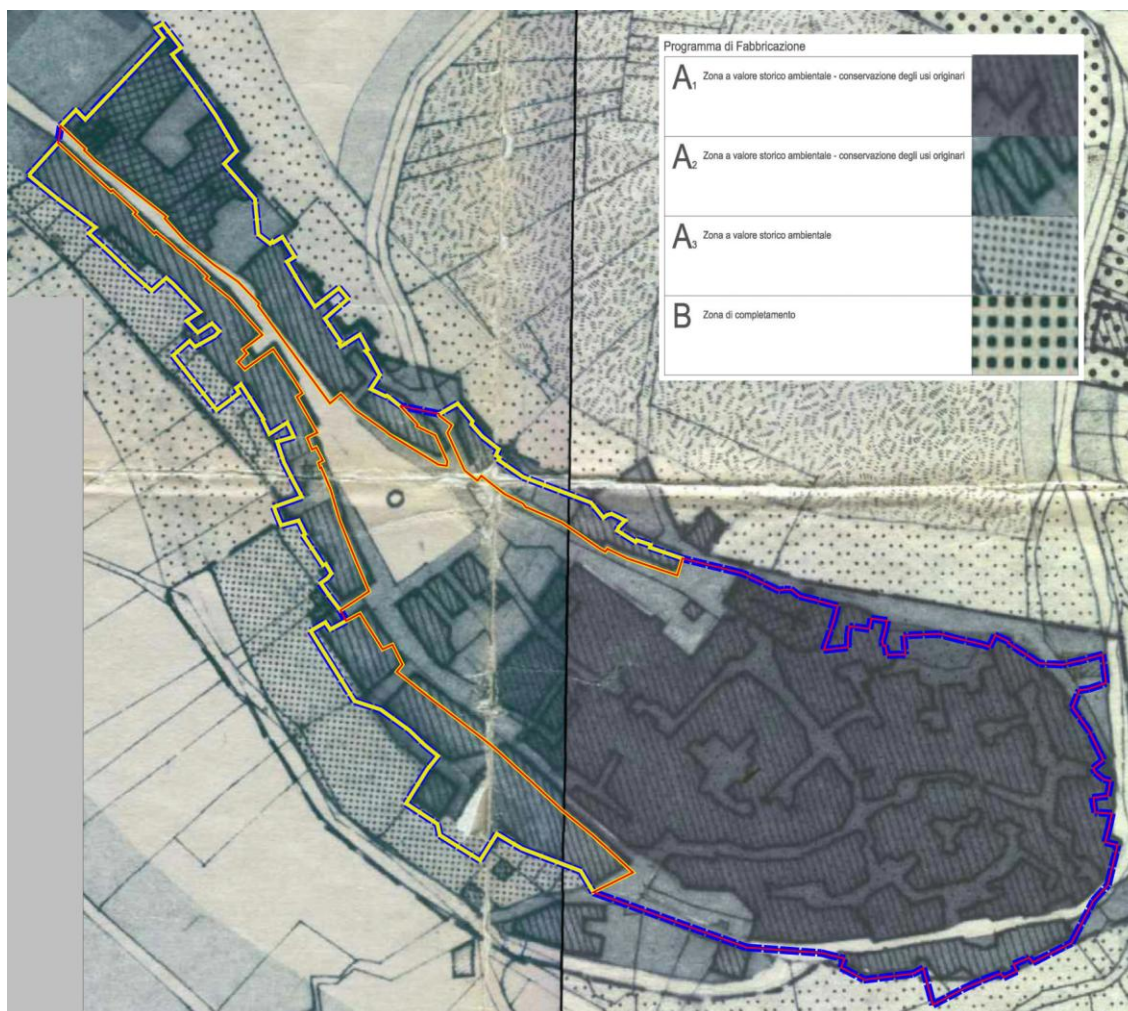 Programma di Fabbricazione
A1 Zona a valore storico ambientale - conservazione degli usi originari
A2 Zona a valore storico ambientale - conservazione degli usi originari
A3 Zona a valore storico ambientale
B Zona di completamento